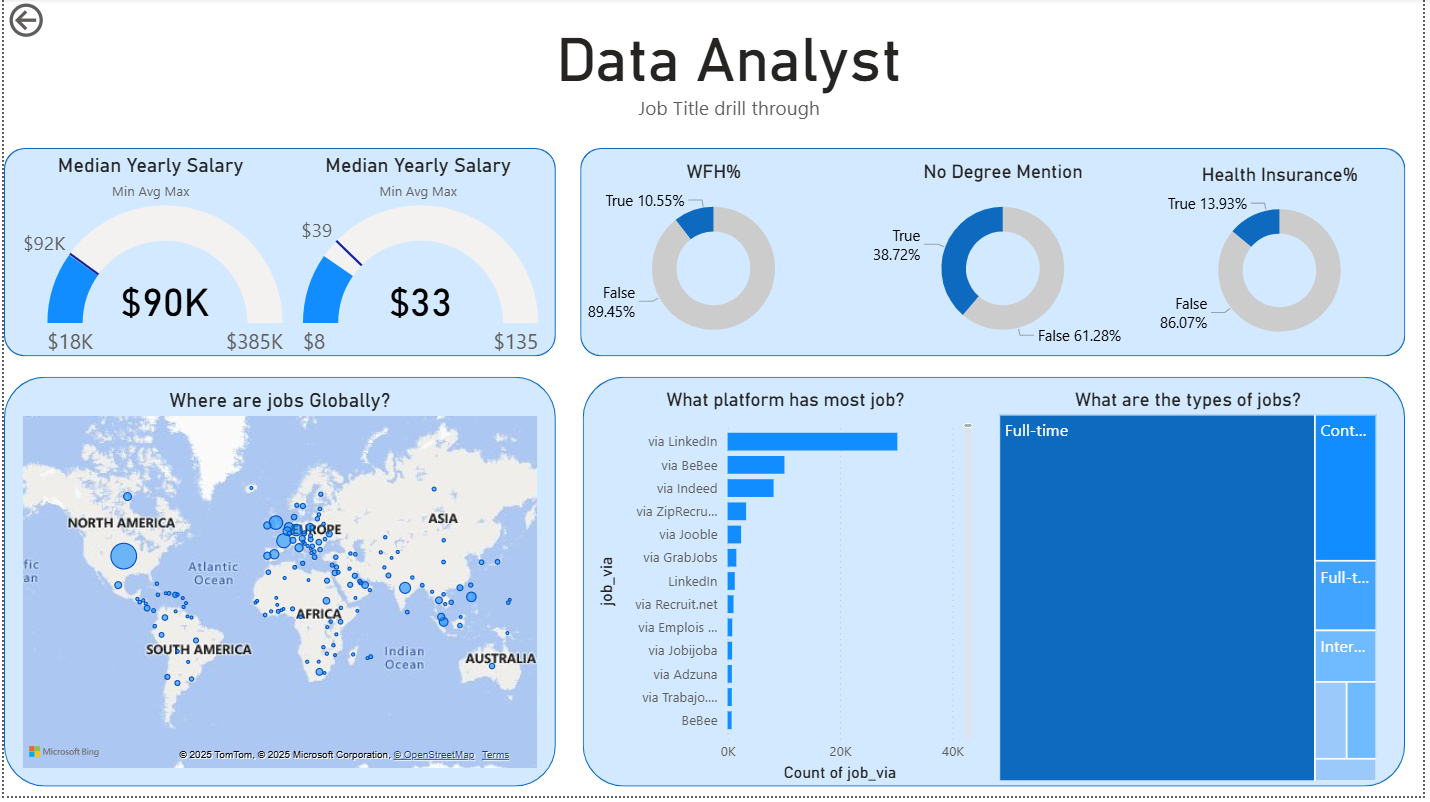 Data Analyst
Job Title drill through
Median Yearly Salary
Min Avg Max
$92K
$90K
$18K
$385K
Median Yearly Salary
Min Avg Max
$39
$33
$8
$135
WFH%
True 10.55%
False
89.45%
No Degree Mention
True
38.72%
False 61.28%
Health Insurance%
True 13.93%
False
86.07%
Where are jobs Globally?
NORTH AMERICA
EUROPE
ASIA
fic
an
Atlantic
Ocean
AFRICA
SOUTH AMERICA
Indian
Ocean
AUSTRALIA
Microsoft Bing
© 2025 TomTom, © 2025 Microsoft Corporation, © OpenStreetMap Terms
What platform has most job?
job_via
via LinkedIn
via BeBee
via Indeed
via ZipRecru...
via Jooble
via GrabJobs
LinkedIn
via Recruit.net
via Emplois ...
via Jobijoba
via Adzuna
via Trabajo....
BeBee
0K
20K
40K
Count of job_via
What are the types of jobs?
Full-time
Cont...
Full-t...
Inter...